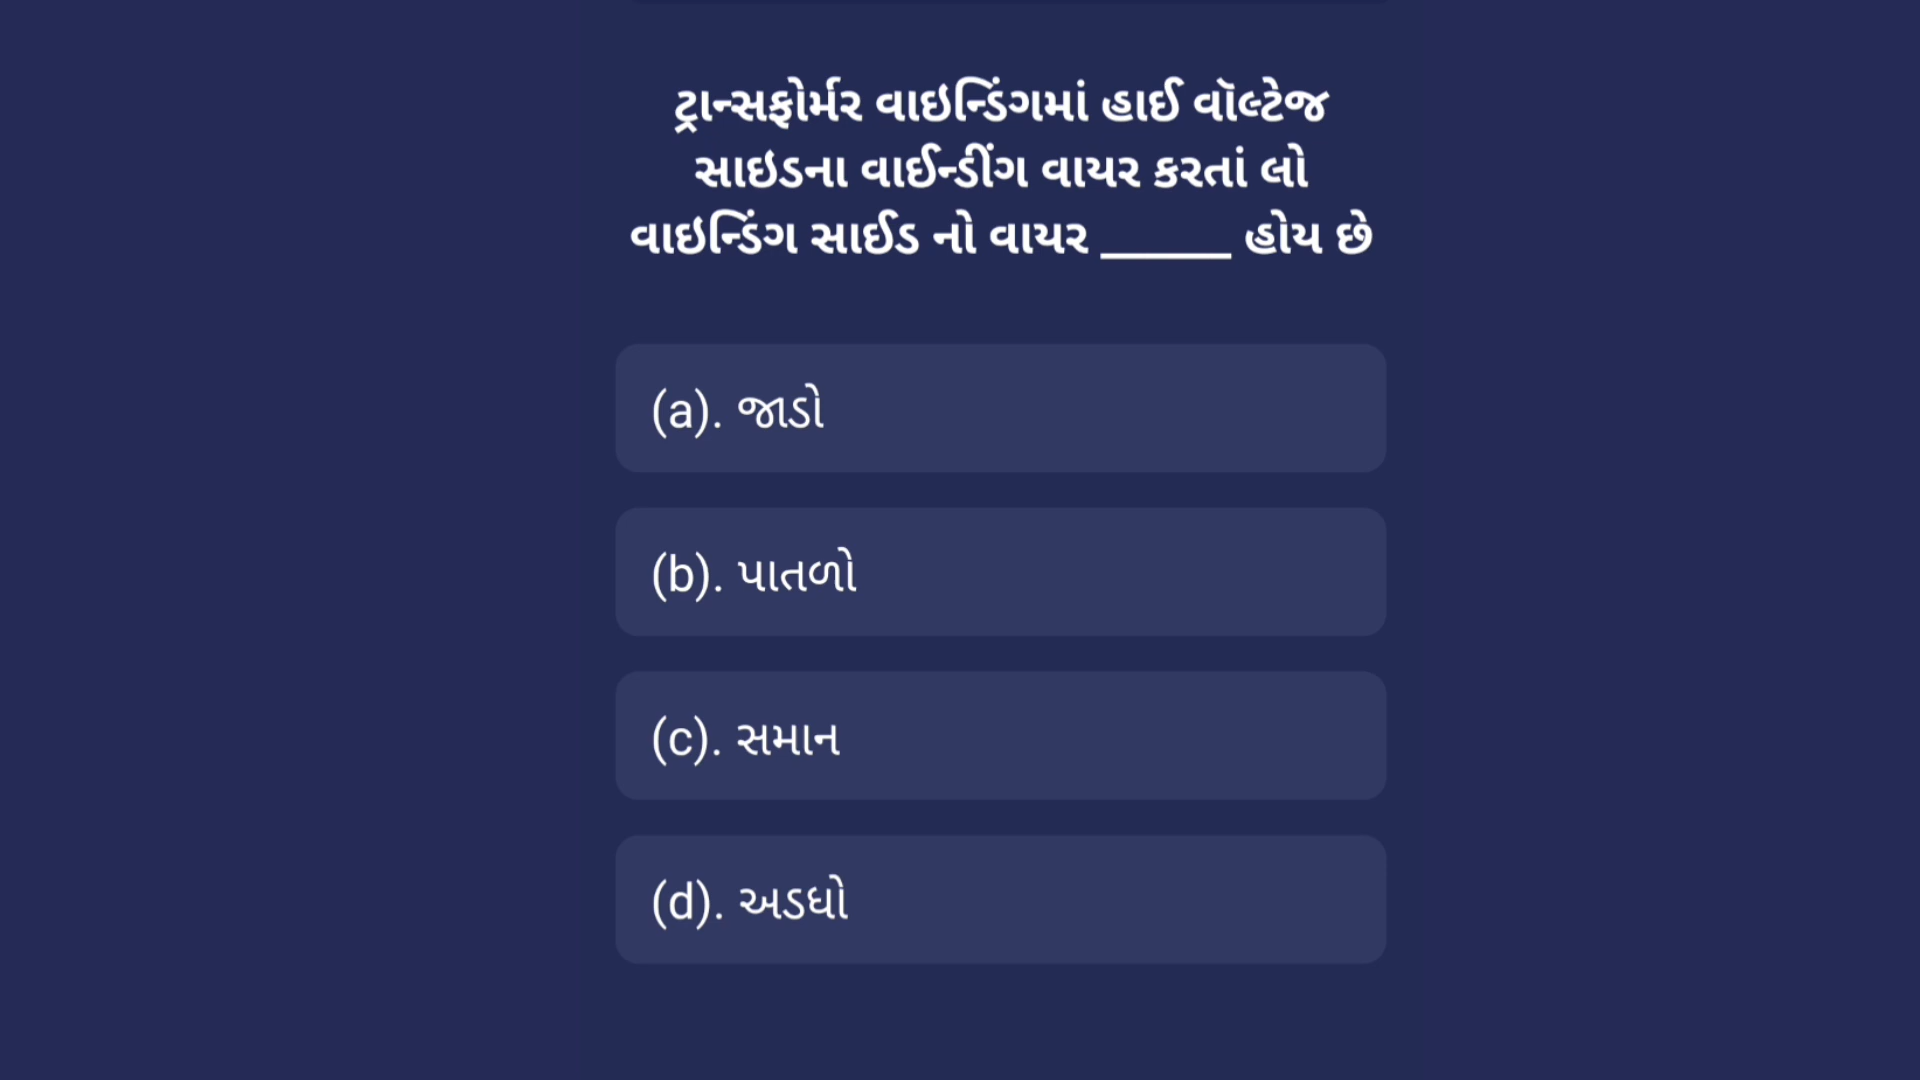 ટ્રાન્સફોર્મર વાઇન્ડિંગમાં હાઈ વૉલ્ટેજ
સાઇડના વાઈન્ડીંગ વાયર કરતાં લો
વાઇન્ડિંગ સાઈડ નો વાયર ______ હોય છે
(a). જાડો
(b). પાતળો
(c). સમાન
(d). અડધો